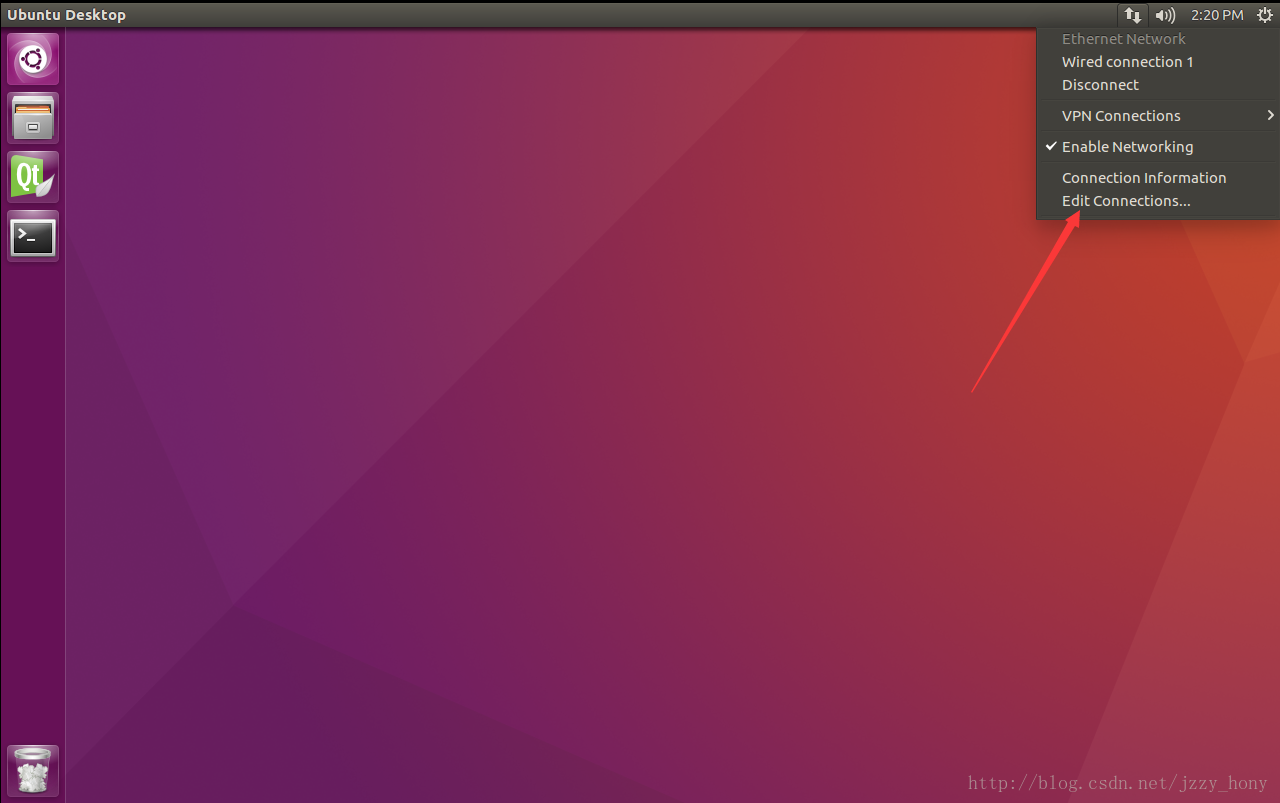 Ubuntu Desktop
2:20 PM
Ethernet Network
Wired connection 1
Disconnect
VPN Connections
Enable Networking
Connection Information
Edit Connections...
Qt
>_
http://blog.csdn.net/jzzy_hony